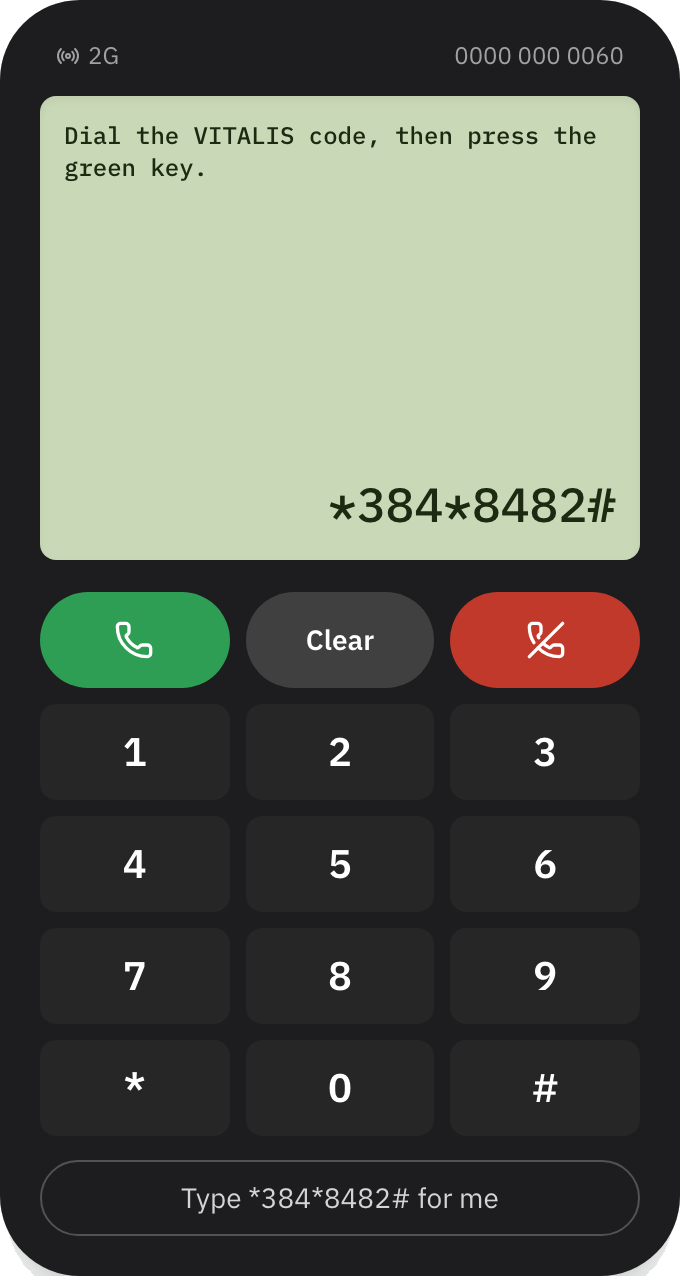 2G
0000 000 0060
Dial the VITALIS code, then press the
green key.
*384*8482#
Clear
1
2
3
4
5
6
7
8
9
*
0
#
Type *384*8482# for me